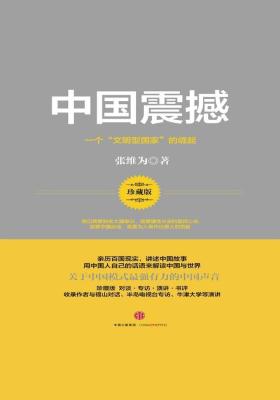 中国震撼
一个“文明型国家”的崛起
张维为◎著
珍藏版
亲历百国现实，讲述中国故事
用中国人自己的话语来解读中国与世界
关于中国模式最强有力的中国声音
珍藏版 对谈·专访·演讲·书评
收录作者与福山对话、半岛电视台专访、牛津大学等演讲